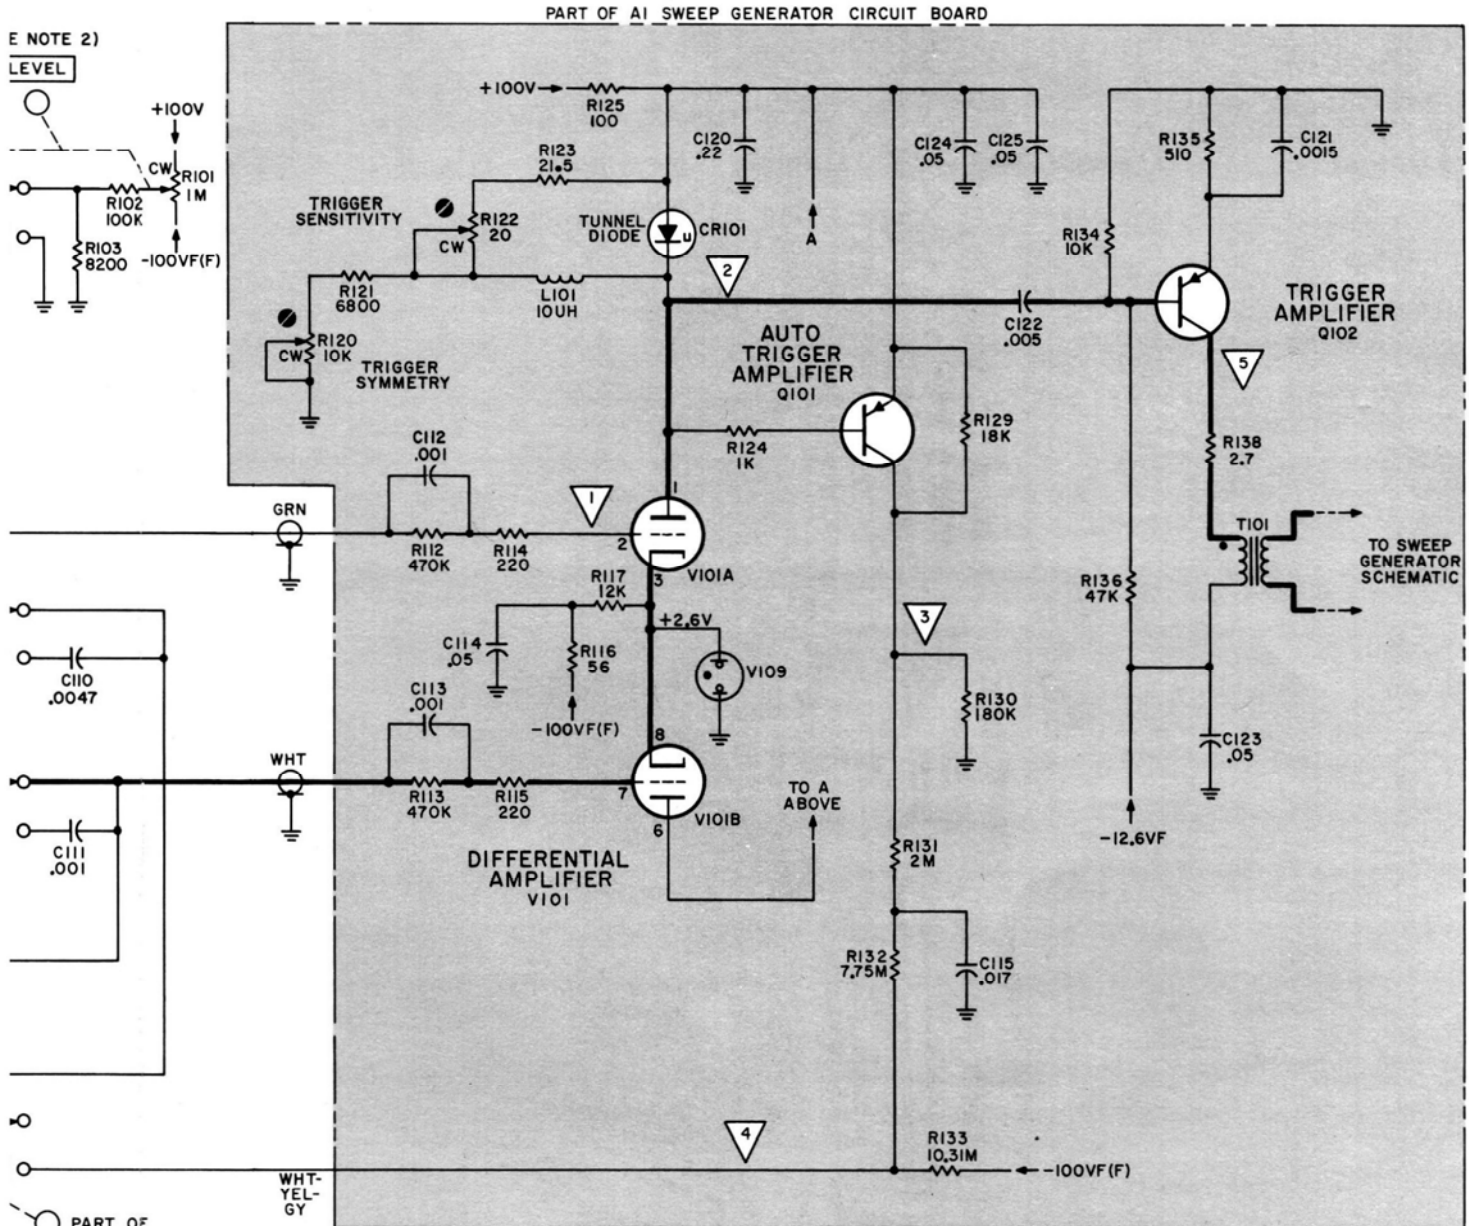 PART OF A1 SWEEP GENERATOR CIRCUIT BOARD
E NOTE 2)
LEVEL
+100V
CW
R101
1M
R102
100K
R103
8200
-100VF(F)
+100V
R125
100
R123
21.5
TRIGGER
SENSITIVITY
R122
20
CW
TUNNEL
DIODE
CR101
U
C120
.22
A
C124
.05
C125
.05
R135
510
C121
.0015
R134
10K
R121
6800
L101
10UH
2
C122
.005
TRIGGER
AMPLIFIER
Q102
R120
10K
CW
TRIGGER
SYMMETRY
AUTO
TRIGGER
AMPLIFIER
Q101
5
R129
18K
R138
2.7
C112
.001
R124
1K
GRN
1
1
2
3
R112
470K
R114
220
V101A
T101
TO SWEEP
GENERATOR
SCHEMATIC
R117
12K
+2.6V
C114
.05
R116
56
V109
3
R136
47K
C110
.0047
C113
.001
-100VF(F)
R130
180K
C123
.05
WHT
8
7
6
R113
470K
R115
220
V101B
TO A
ABOVE
-12.6VF
C111
.001
DIFFERENTIAL
AMPLIFIER
V101
R131
2M
R132
7.75M
C115
.017
4
R133
10.31M
-100VF(F)
WHT-
YEL-
GY
PART OF